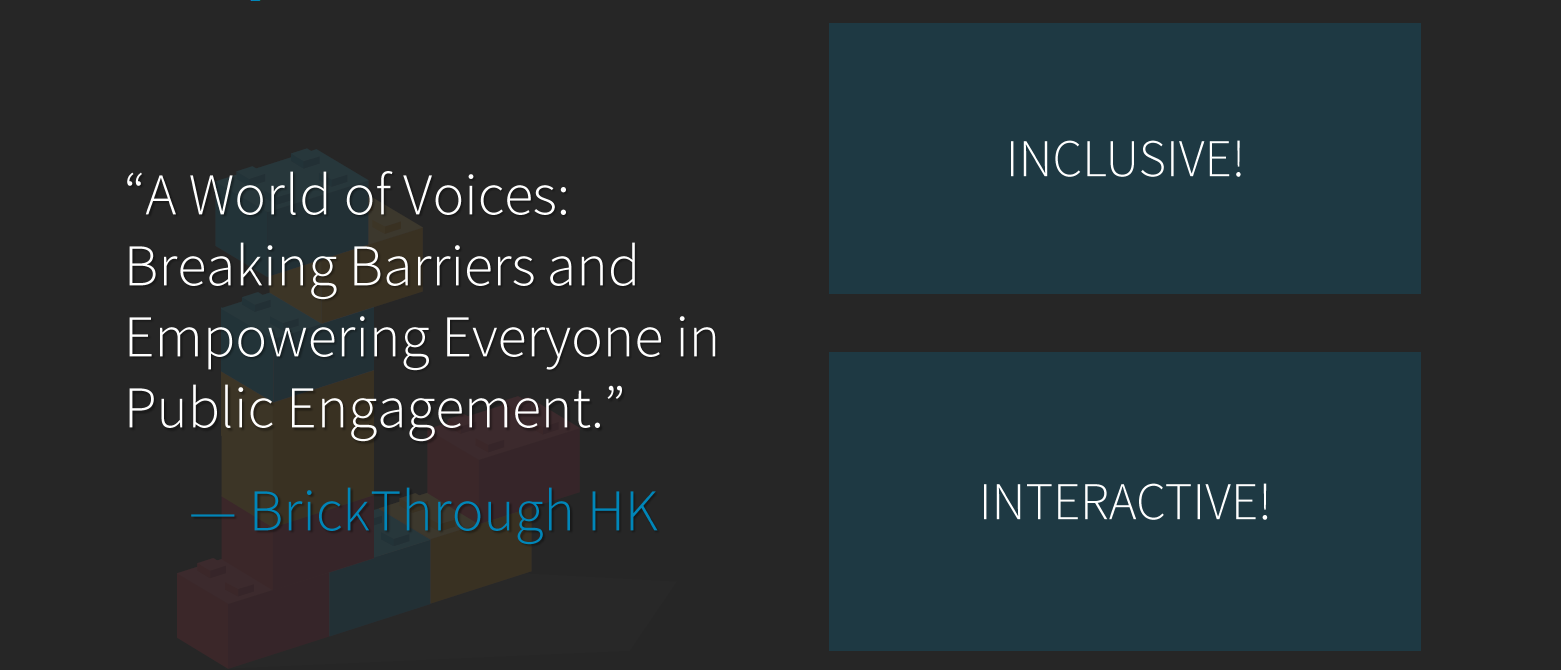 “A World of Voices:
Breaking Barriers and
Empowering Everyone in
Public Engagement.”
— BrickThrough HK
INCLUSIVE!
INTERACTIVE!